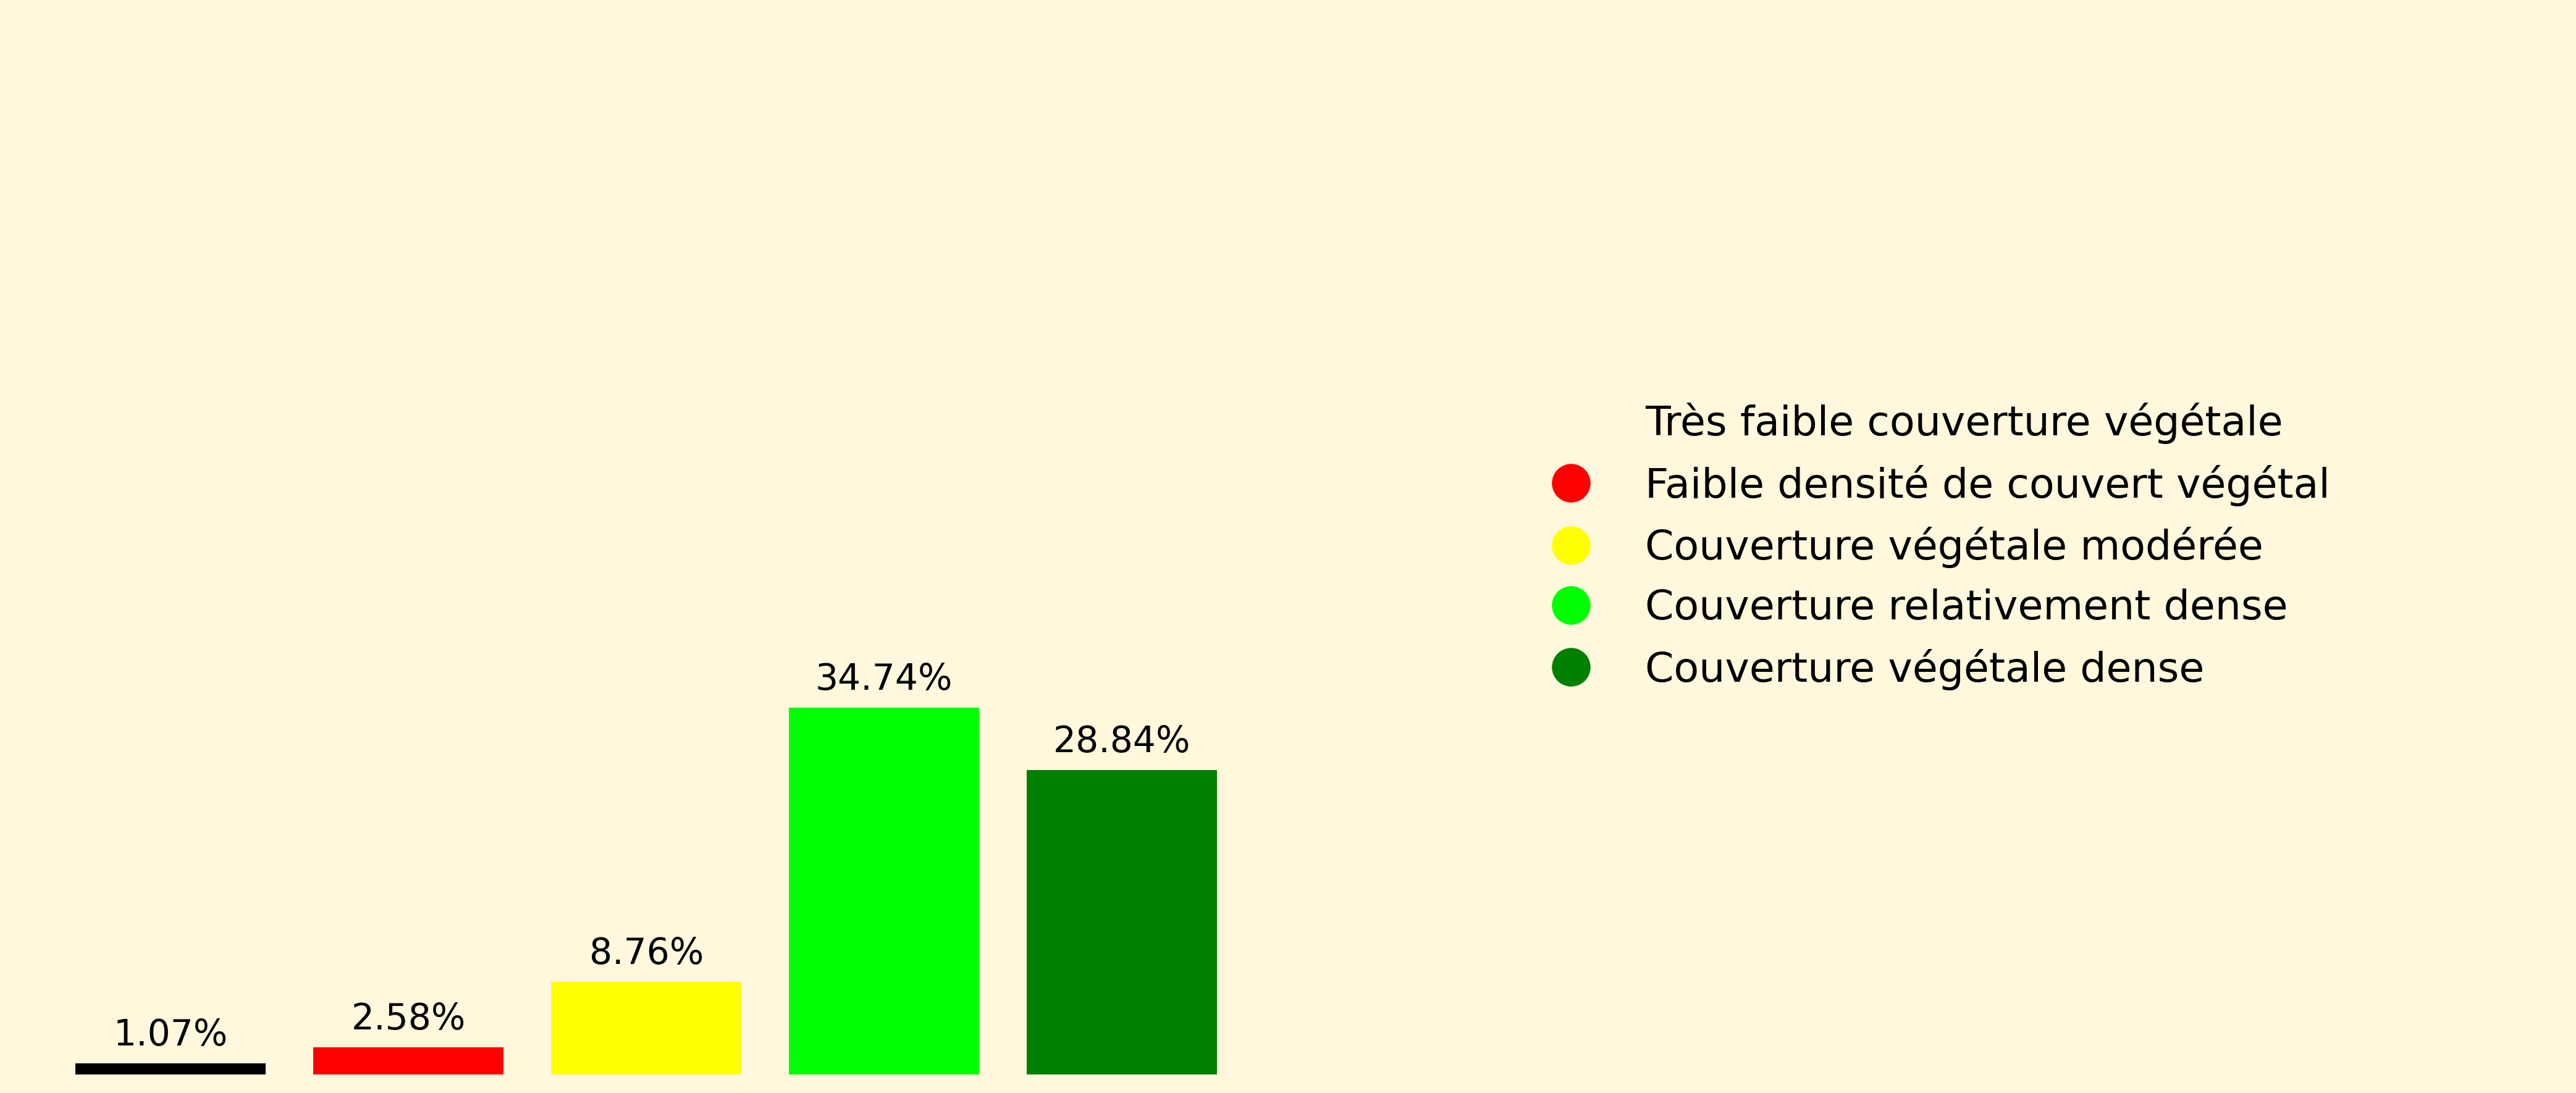 Très faible couverture végétale
Faible densité de couvert végétal
Couverture végétale modérée
Couverture relativement dense
Couverture végétale dense
34.74%
28.84%
8.76%
2.58%
1.07%